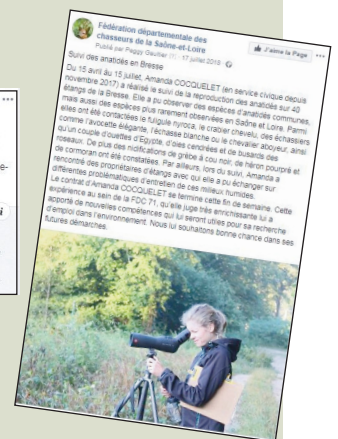 Fédération départementale des
chasseurs de la Saône-et-Loire
Publié par Peggy Gautier · 17 juillet 2018
J'aime la Page
Suivi des anatidés en Bresse
Du 15 avril au 15 juillet, Amanda COCQUELET (en service civique depuis
novembre 2017) a réalisé le suivi de la reproduction des anatidés sur 40
étangs de la Bresse. Elle a pu observer des espèces d'anatidés communes,
mais aussi des espèces plus rarement observées en Saône et Loire. Parmi
elles ont été contactées le fuligule nyroca, le crabier chevelu, des échassiers
comme l'avocette élégante, l'échasse blanche ou le chevalier aboyeur, ainsi
qu'un couple d'ouettes d'Egypte, d'oies cendrées et de busards des
roseaux. De plus des nidifications de grèbe à cou noir, de héron pourpré et
de cormoran ont été constatées. Par ailleurs, lors du suivi, Amanda a
rencontré des propriétaires d'étangs avec qui elle a pu échanger sur
différentes problématiques d'entretien de ces milieux humides.
Le contrat d'Amanda COCQUELET se termine cette fin de semaine. Cette
expérience au sein de la FDC 71, qu'elle juge très enrichissante lui a
apporté de nouvelles compétences qui lui seront utiles pour sa recherche
d'emploi dans l'environnement. Nous lui souhaitons bonne chance dans ses
futures démarches.